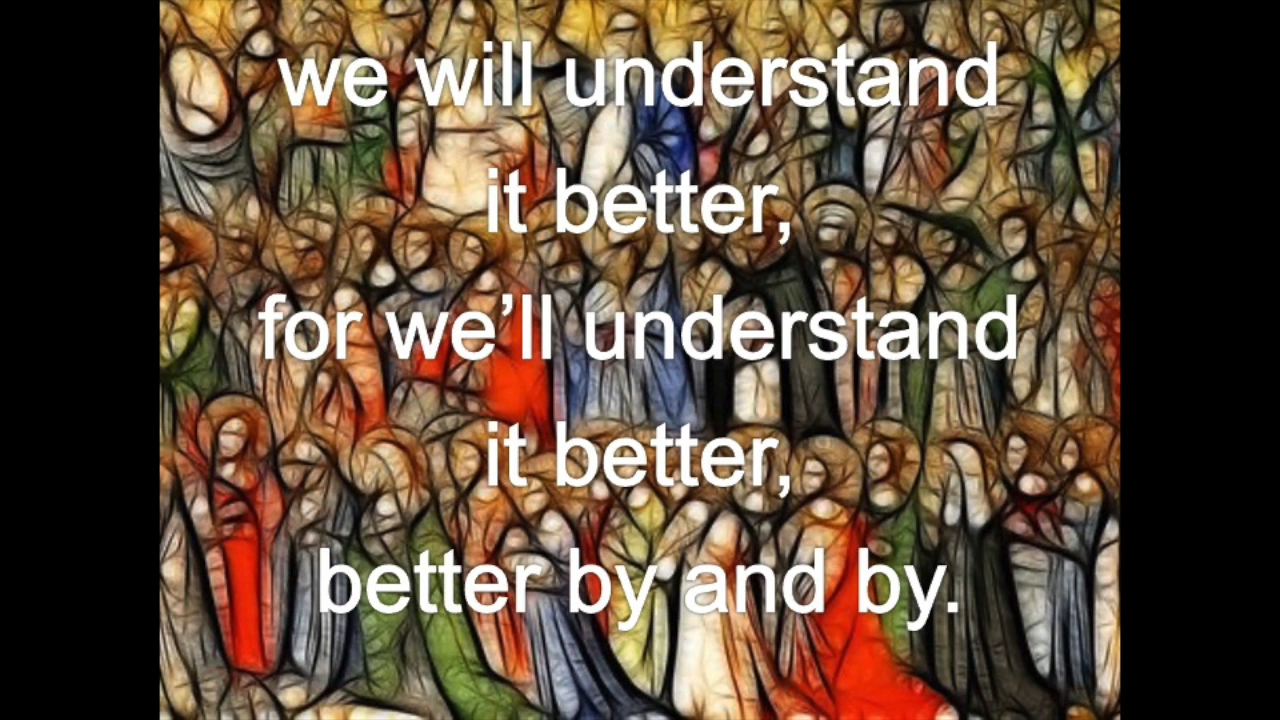 we will understand
it better,
for we’ll understand
it better,
better by and by.